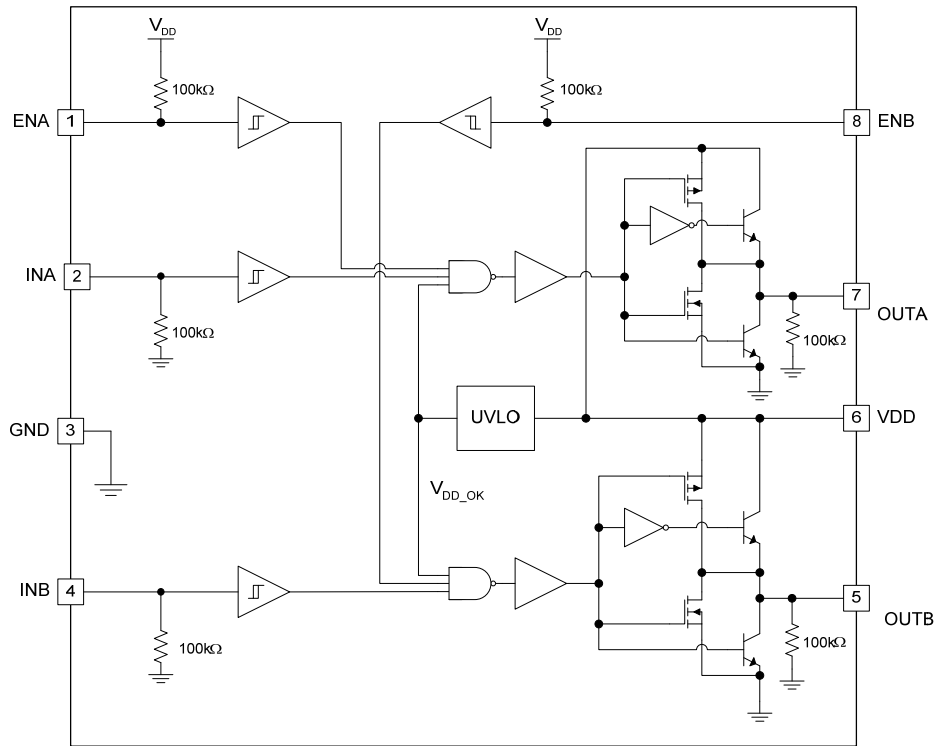 VDD
VDD
100kΩ
100kΩ
ENA
1
8
ENB
INA
2
7
OUTA
100kΩ
100kΩ
GND
3
UVLO
6
VDD
VDD_OK
INB
4
5
OUTB
100kΩ
100kΩ